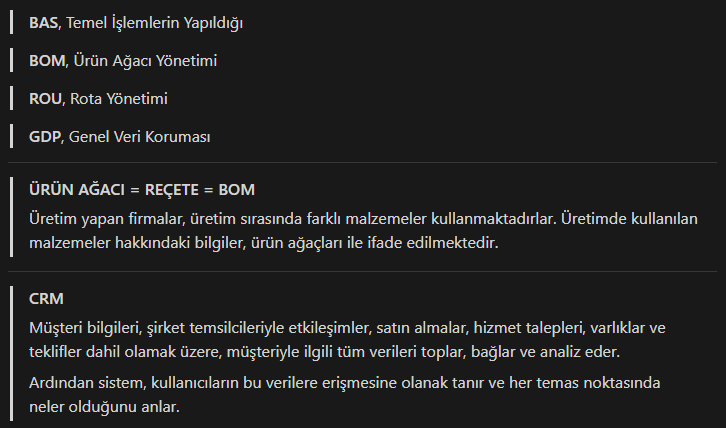 BAS, Temel İşlemlerin Yapıldığı
BOM, Ürün Ağacı Yönetimi
ROU, Rota Yönetimi
GDP, Genel Veri Koruması
ÜRÜN AĞACI = REÇETE = BOM
Üretim yapan firmalar, üretim sırasında farklı malzemeler kullanmaktadırlar. Üretimde kullanılan
malzemeler hakkındaki bilgiler, ürün ağaçları ile ifade edilmektedir.
CRM
Müşteri bilgileri, şirket temsilcileriyle etkileşimler, satın almalar, hizmet talepleri, varlıklar ve
teklifler dahil olamak üzere, müşteriyle ilgili tüm verileri toplar, bağlar ve analiz eder.
Ardından sistem, kullanıcıların bu verilere erişmesine olanak tanır ve her temas noktasında
neler olduğunu anlar.